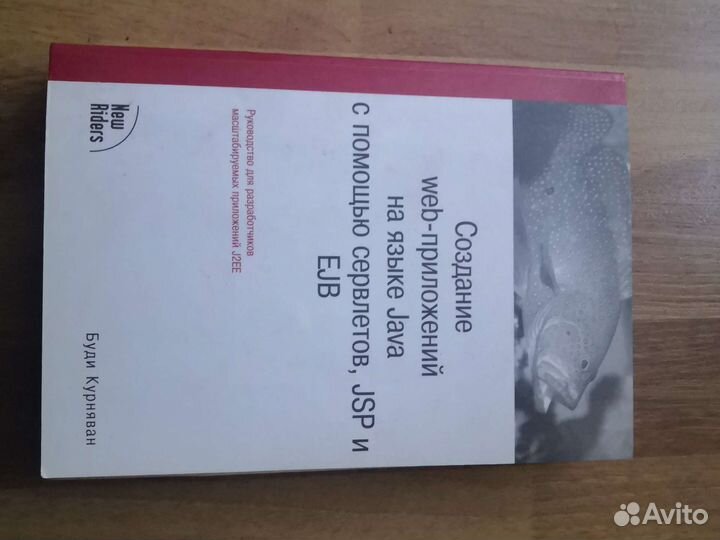 Создание
web-приложений
на языке Java
с помощью сервлетов, JSP и
EJB
Руководство для разработчиков
масштабируемых приложений J2EE
New
Riders
Буди Курняван
Avito